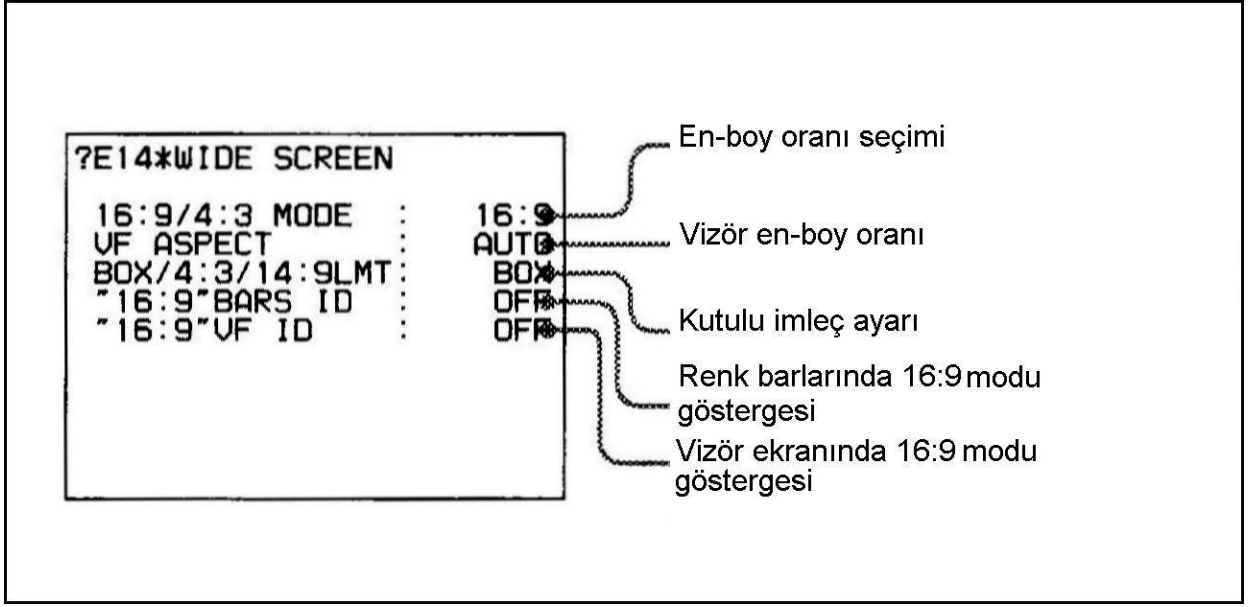 ?E14*WIDE SCREEN
16:9/4:3 MODE : 16:9
VF ASPECT : AUTO
BOX/4:3/14:9LMT: BOX
"16:9"BARS ID : OFF
"16:9"VF ID : OFF
En-boy oranı seçimi
Vizör en-boy oranı
Kutulu imleç ayarı
Renk barlarında 16:9 modu
göstergesi
Vizör ekranında 16:9 modu
göstergesi